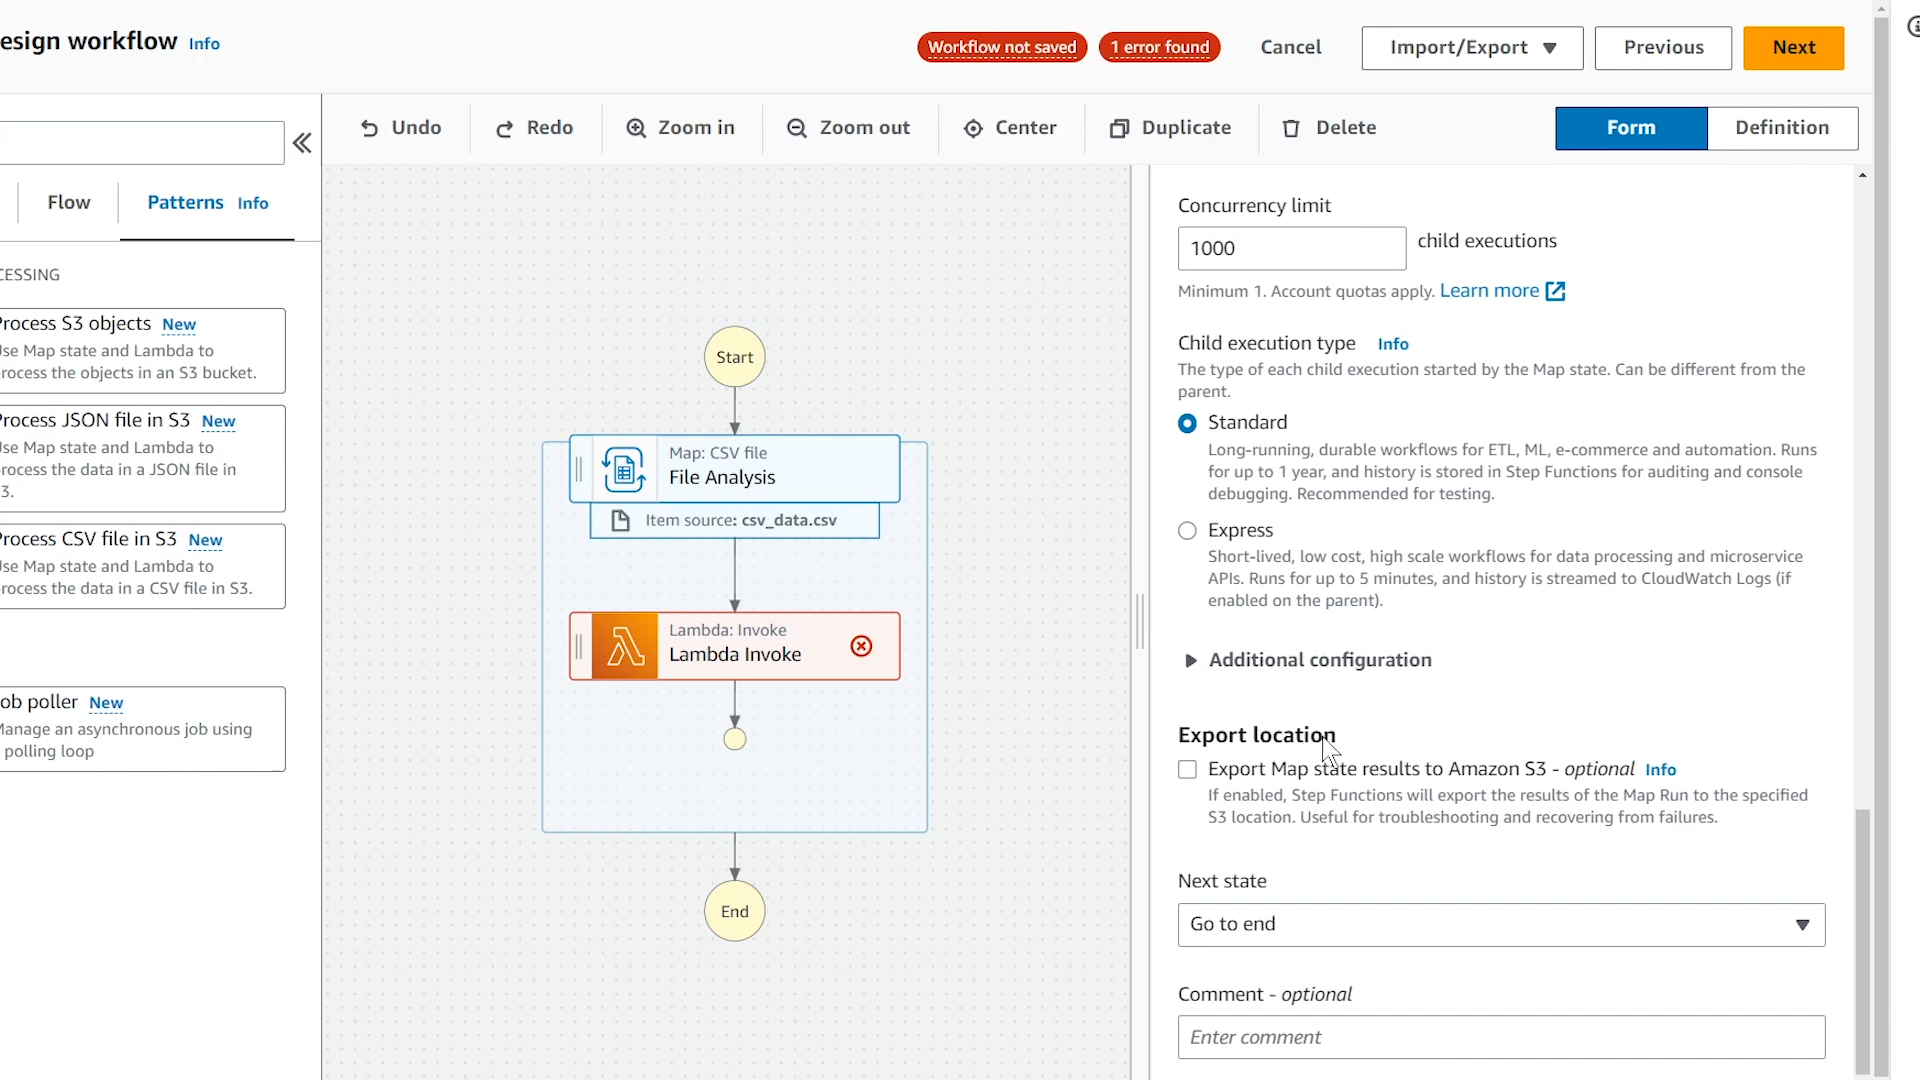 esign workflow Info
Workflow not saved
1 error found
Cancel
Import/Export
Previous
Next
Undo
Redo
Zoom in
Zoom out
Center
Duplicate
Delete
Form
Definition
Flow
Patterns Info
CESSING
Process S3 objects New
Use Map state and Lambda to
process the objects in an S3 bucket.
Process JSON file in S3 New
Use Map state and Lambda to
process the data in a JSON file in
3.
Process CSV file in S3 New
Use Map state and Lambda to
process the data in a CSV file in S3.
ob poller New
Manage an asynchronous job using
polling loop
Start
Map: CSV file
File Analysis
Item source: csv_data.csv
Lambda: Invoke
Lambda Invoke
End
Concurrency limit
1000
child executions
Minimum 1. Account quotas apply. Learn more
Child execution type Info
The type of each child execution started by the Map state. Can be different from the
parent.
Standard
Long-running, durable workflows for ETL, ML, e-commerce and automation. Runs
for up to 1 year, and history is stored in Step Functions for auditing and console
debugging. Recommended for testing.
Express
Short-lived, low cost, high scale workflows for data processing and microservice
APIs. Runs for up to 5 minutes, and history is streamed to CloudWatch Logs (if
enabled on the parent).
Additional configuration
Export location
Export Map state results to Amazon S3 - optional Info
If enabled, Step Functions will export the results of the Map Run to the specified
S3 location. Useful for troubleshooting and recovering from failures.
Next state
Go to end
Comment - optional
Enter comment